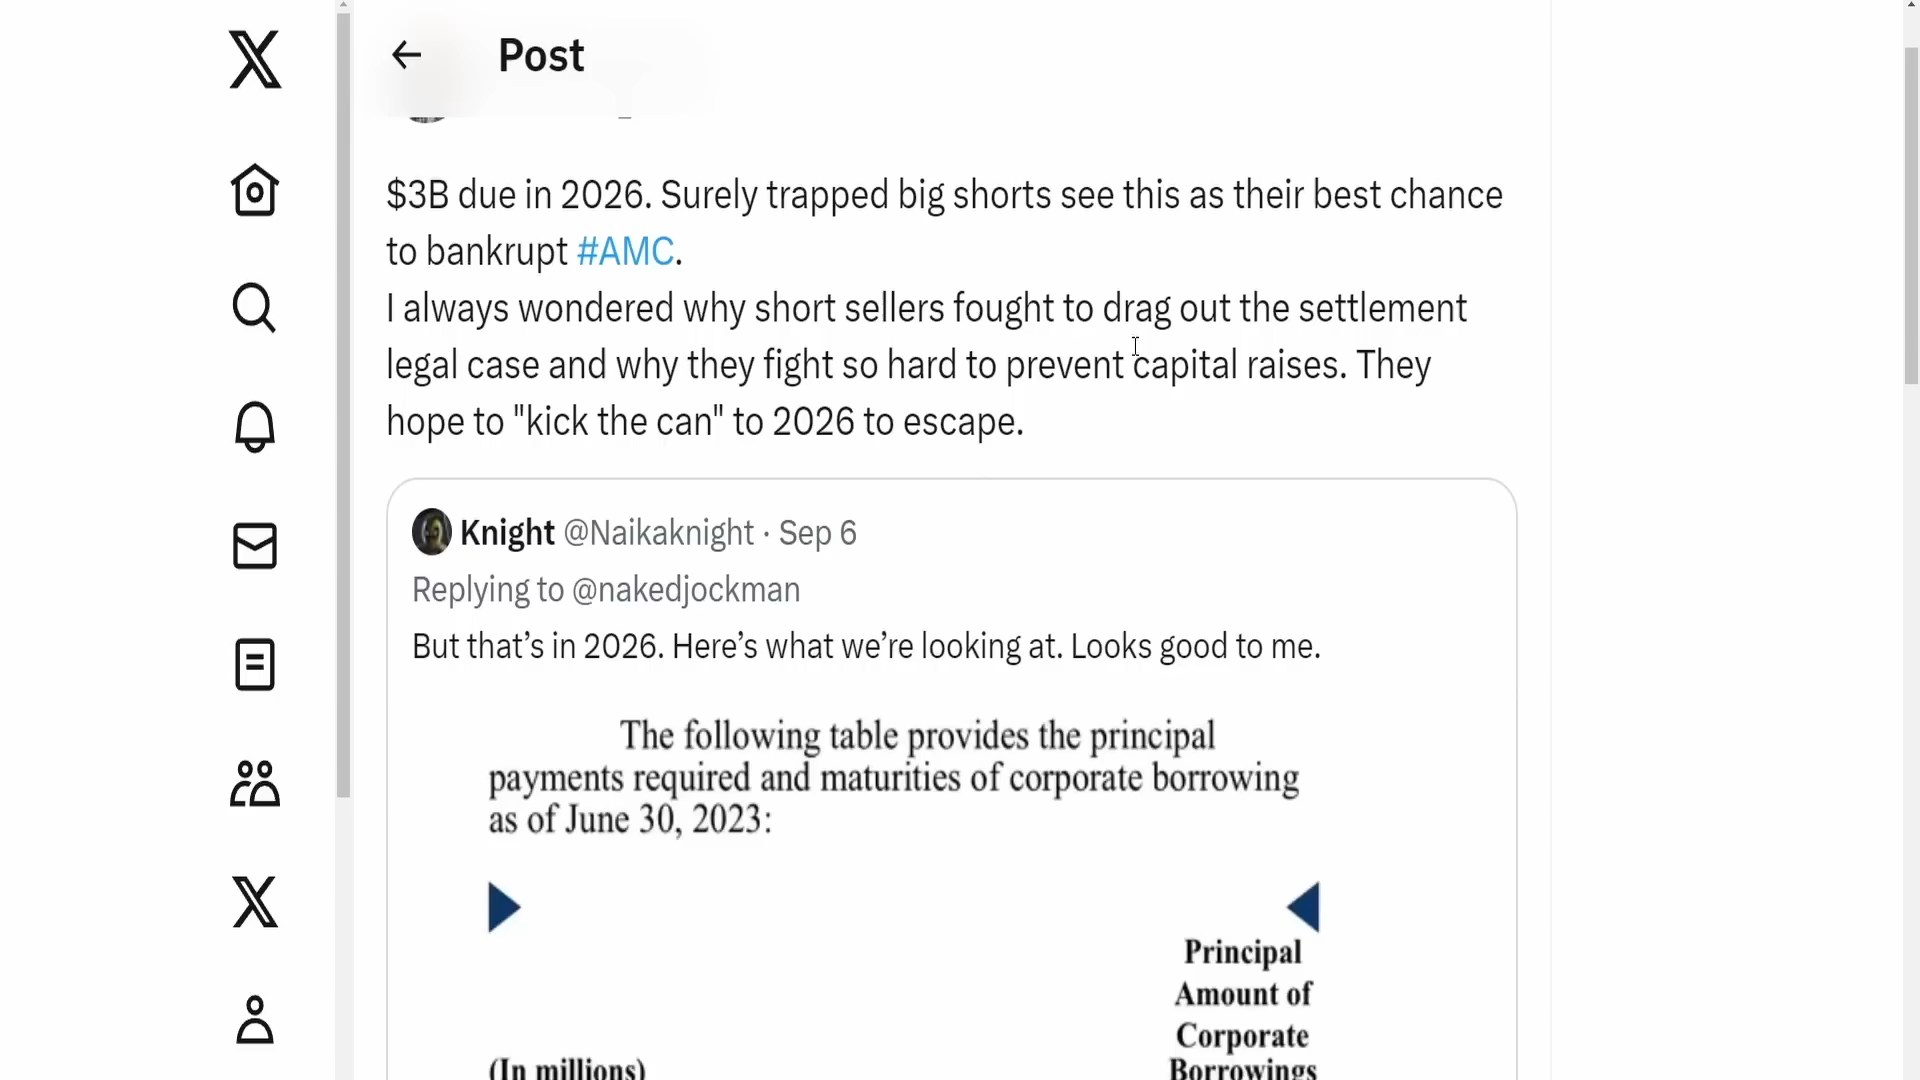 Post
$3B due in 2026. Surely trapped big shorts see this as their best chance
to bankrupt #AMC.
I always wondered why short sellers fought to drag out the settlement
legal case and why they fight so hard to prevent capital raises. They
hope to "kick the can" to 2026 to escape.
Knight @Naikaknight · Sep 6
Replying to @nakedjockman
But that’s in 2026. Here’s what we’re looking at. Looks good to me.
The following table provides the principal
payments required and maturities of corporate borrowing
as of June 30, 2023:
Principal
Amount of
Corporate
(In millions) Borrowings